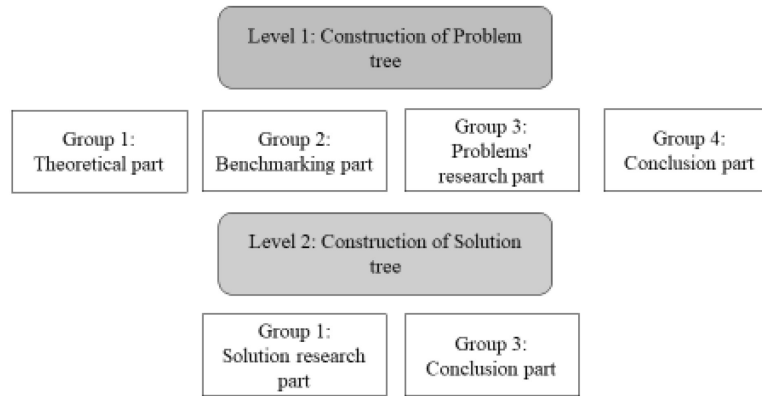 Level 1: Construction of Problem
tree
Group 1:
Theoretical part
Group 2:
Benchmarking part
Group 3:
Problems'
research part
Group 4:
Conclusion part
Level 2: Construction of Solution
tree
Group 1:
Solution research
part
Group 3:
Conclusion part